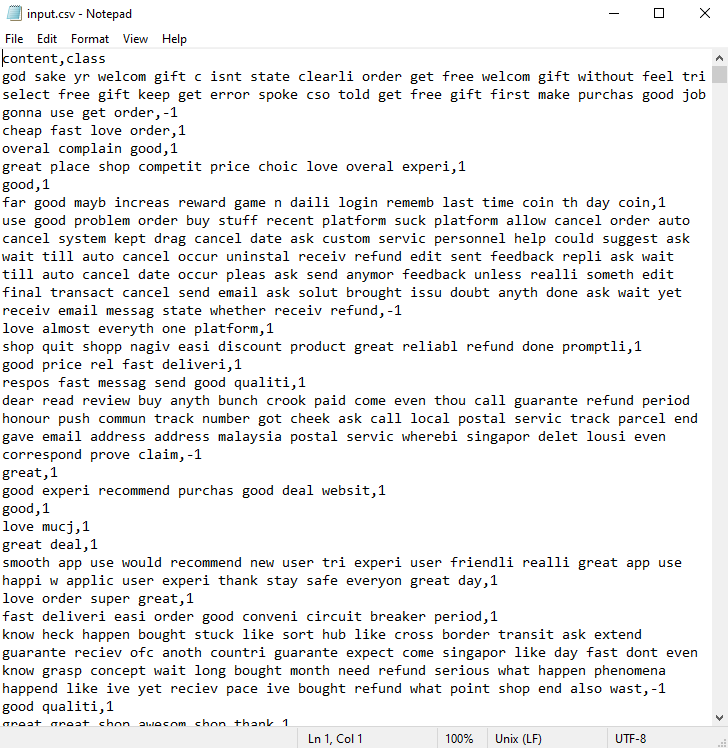 input.csv - Notepad
File Edit Format View Help
content,class
god sake yr welcom gift c isnt state clearli order get free welcom gift without feel tri
select free gift keep get error spoke cso told get free gift first make purchas good job
gonna use get order,-1
cheap fast love order,1
overal complain good,1
great place shop competit price choic love overal experi,1
good,1
far good mayb increas reward game n daili login rememb last time coin th day coin,1
use good problem order buy stuff recent platform suck platform allow cancel order auto
cancel system kept drag cancel date ask custom servic personnel help could suggest ask
wait till auto cancel occur uninstal receiv refund edit sent feedback repli ask wait
till auto cancel date occur pleas ask send anymor feedback unless realli someth edit
final transact cancel send email ask solut brought issu doubt anyth done ask wait yet
receiv email messag state whether receiv refund,-1
love almost everyth one platform,1
shop quit shopp nagiv easi discount product great reliabl refund done promptli,1
good price rel fast deliveri,1
respos fast messag send good qualiti,1
dear read review buy anyth bunch crook paid come even thou call guarante refund period
honour push commun track number got cheek ask call local postal servic track parcel end
gave email address address malaysia postal servic wherebi singapor delet lousi even
correspond prove claim,-1
great,1
good experi recommend purchas good deal websit,1
good,1
love mucj,1
great deal,1
smooth app use would recommend new user tri experi user friendli realli great app use
happi w applic user experi thank stay safe everyon great day,1
love order super great,1
fast deliveri easi order good conveni circuit breaker period,1
know heck happen bought stuck like sort hub like cross border transit ask extend
guarante reciev ofc anoth countri guarante expect come singapor like day fast dont even
know grasp concept wait long bought month need refund serious what happen phenomena
happend like ive yet reciev pace ive bought refund what point shop end also wast,-1
good qualiti,1
great great shop awesom shop thank 1
Ln 1, Col 1 100% Unix (LF) UTF-8